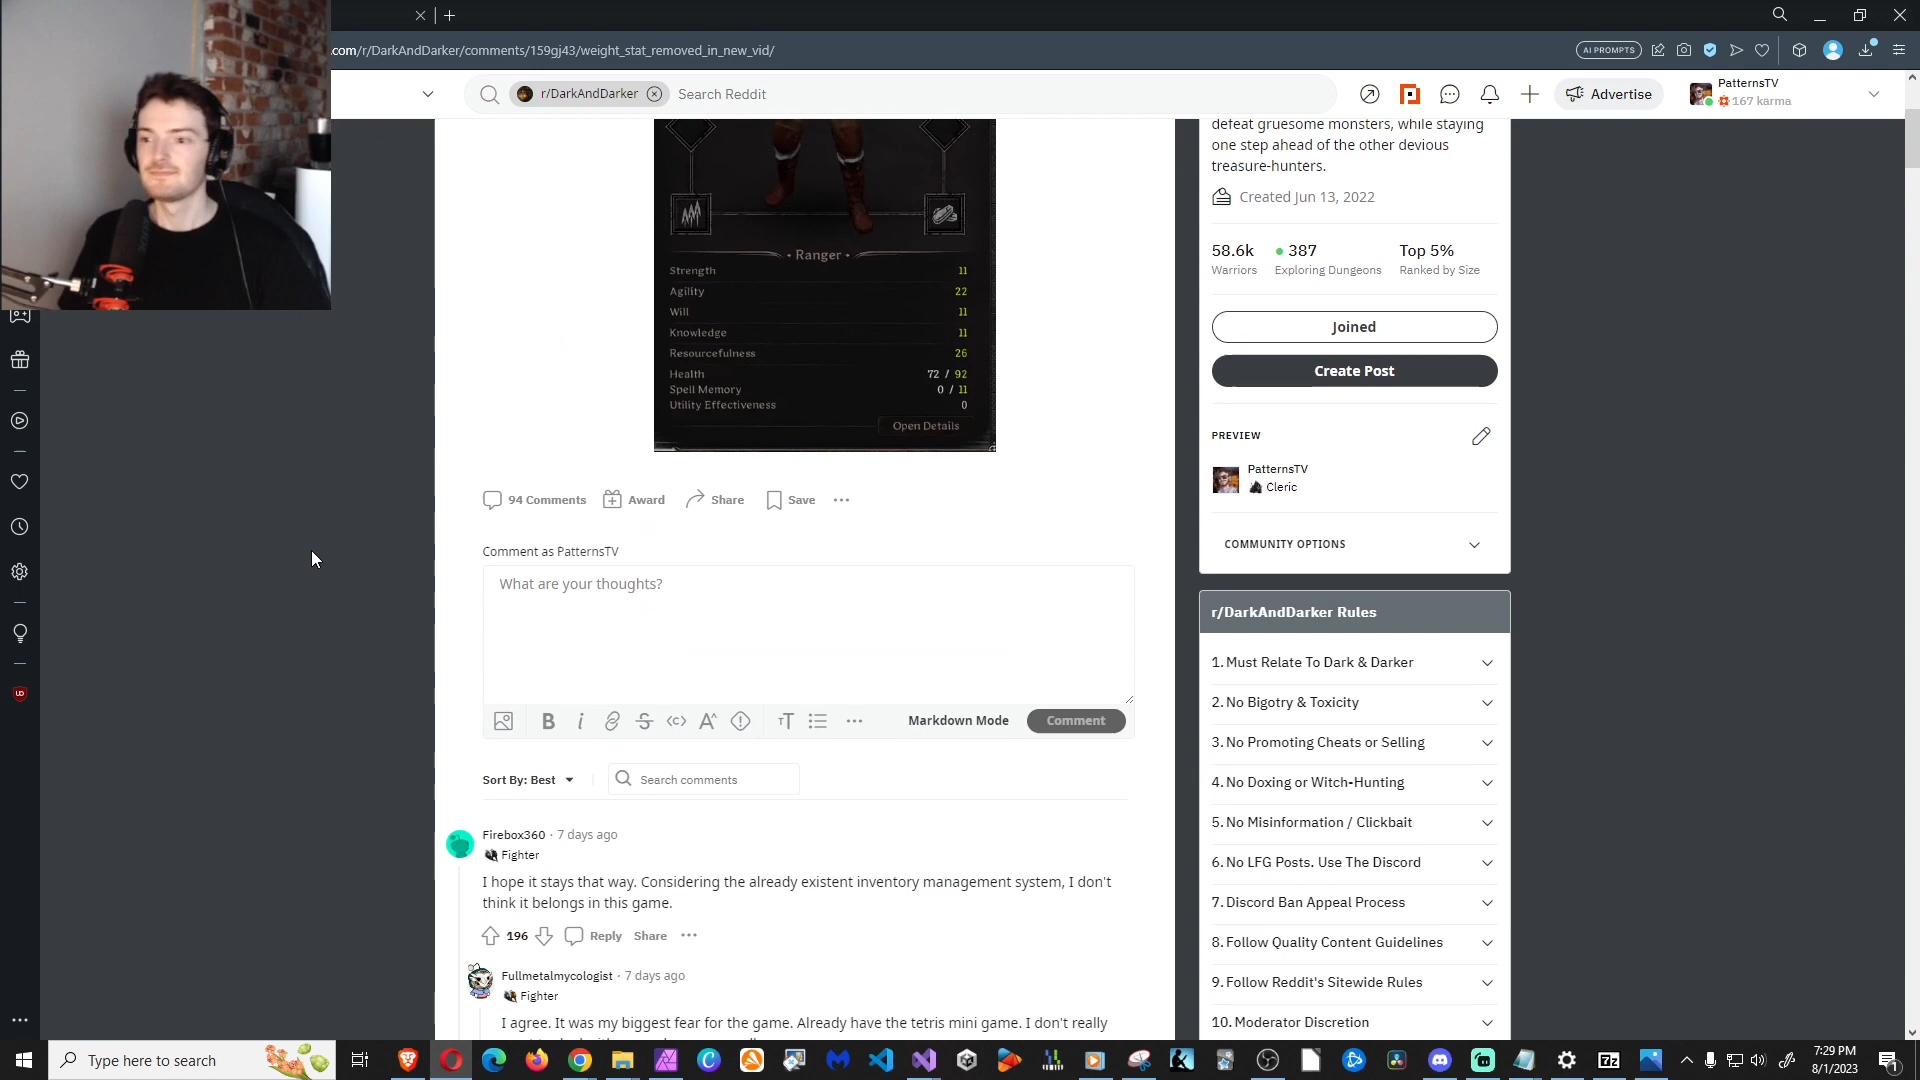 .com/r/DarkAndDarker/comments/159gj43/weight_stat_removed_in_new_vid/
AI PROMPTS
r/DarkAndDarker
Search Reddit
Advertise
PatternsTV
167 karma
Ranger
Strength 11
Agility 22
Will 11
Knowledge 11
Resourcefulness 26
Health 72 / 92
Spell Memory 0 / 11
Utility Effectiveness 0
Open Details
94 Comments Award Share Save
Comment as PatternsTV
What are your thoughts?
Markdown Mode Comment
Sort By: Best
Search comments
Firebox360 · 7 days ago
Fighter
I hope it stays that way. Considering the already existent inventory management system, I don't
think it belongs in this game.
196 Reply Share
Fullmetalmycologist · 7 days ago
Fighter
I agree. It was my biggest fear for the game. Already have the tetris mini game. I don't really
defeat gruesome monsters, while staying
one step ahead of the other devious
treasure-hunters.
Created Jun 13, 2022
58.6k 387 Top 5%
Warriors Exploring Dungeons Ranked by Size
Joined
Create Post
PREVIEW
PatternsTV
Cleric
COMMUNITY OPTIONS
r/DarkAndDarker Rules
1. Must Relate To Dark & Darker
2. No Bigotry & Toxicity
3. No Promoting Cheats or Selling
4. No Doxing or Witch-Hunting
5. No Misinformation / Clickbait
6. No LFG Posts. Use The Discord
7. Discord Ban Appeal Process
8. Follow Quality Content Guidelines
9. Follow Reddit's Sitewide Rules
10. Moderator Discretion
Type here to search
7:29 PM
8/1/2023